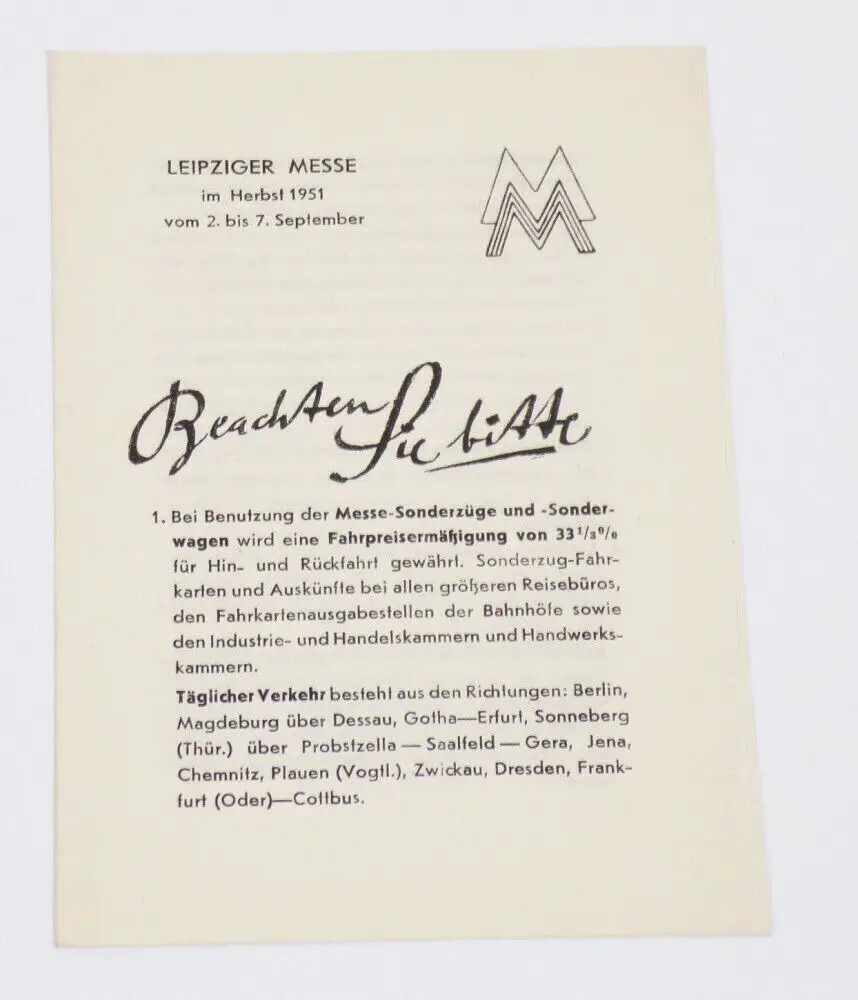 LEIPZIGER MESSE
im Herbst 1951
vom 2. bis 7. September
MM
Beachten Sie bitte
1. Bei Benutzung der Messe-Sonderzüge und -Sonder-
wagen wird eine Fahrpreisermäßigung von 33 1/3 %
für Hin- und Rückfahrt gewährt. Sonderzug-Fahr-
karten und Auskünfte bei allen größeren Reisebüros,
den Fahrkartenausgabestellen der Bahnhöfe sowie
den Industrie- und Handelskammern und Handwerks-
kammern.
Täglicher Verkehr besteht aus den Richtungen: Berlin,
Magdeburg über Dessau, Gotha—Erfurt, Sonneberg
(Thür.) über Probstzella — Saalfeld — Gera, Jena,
Chemnitz, Plauen (Vogtl.), Zwickau, Dresden, Frank-
furt (Oder)—Cottbus.